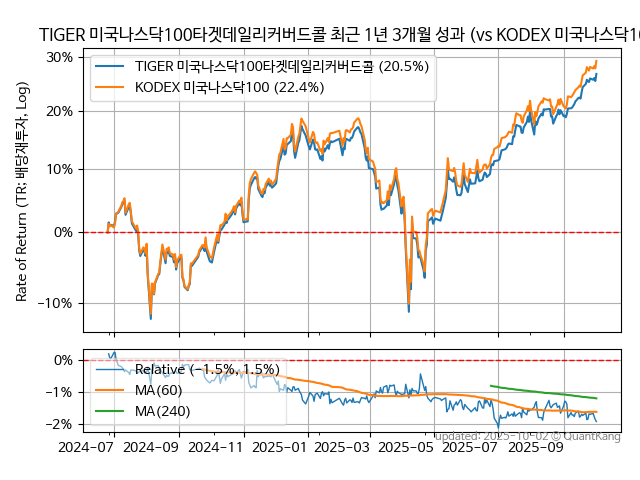 TIGER 미국나스닥100타겟데일리커버드콜 최근 1년 3개월 성과 (vs KODEX 미국나스닥10
Rate of Return (TR: 배당재투자, Log)
30%
20%
10%
0%
−10%
TIGER 미국나스닥100타겟데일리커버드콜 (20.5%)
KODEX 미국나스닥100 (22.4%)
0%
−1%
−2%
Relative (−1.5%, 1.5%)
MA(60)
MA(240)
updated: 2025-10-02 © QuantKang
2024-07 2024-09 2024-11 2025-01 2025-03 2025-05 2025-07 2025-09